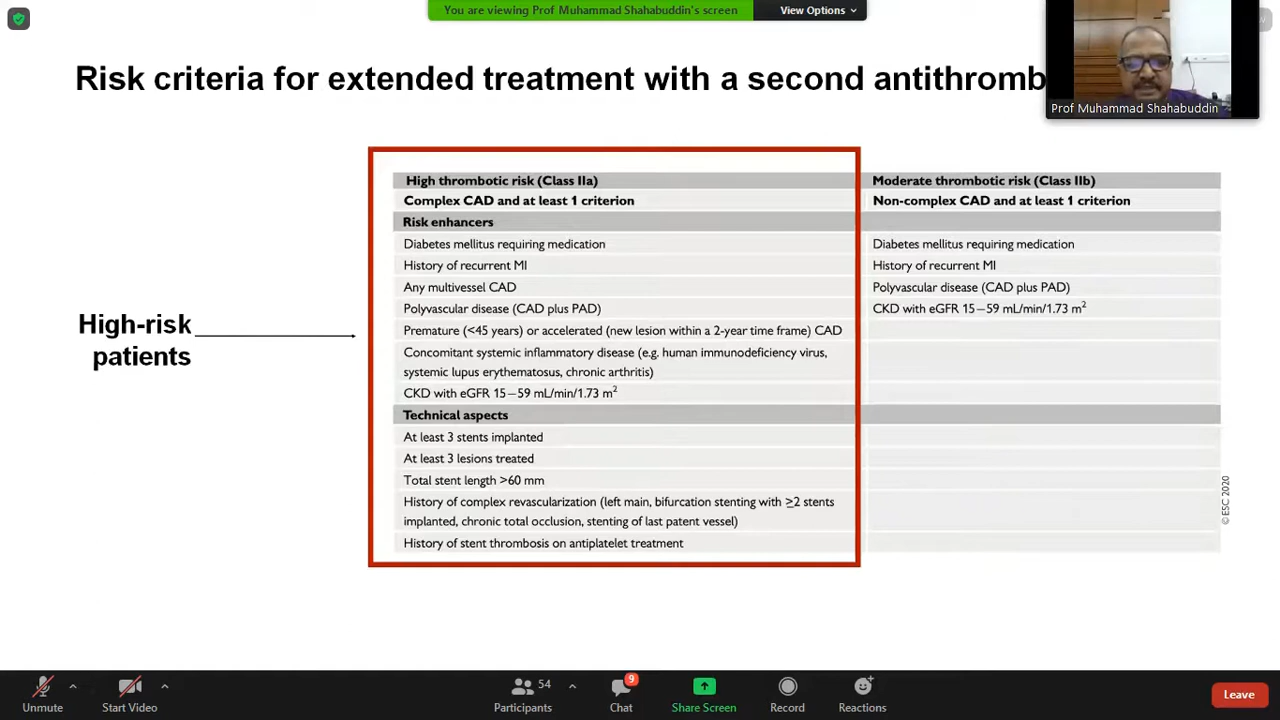 You are viewing Prof Muhammad Shahabuddin's screen
View Options
Risk criteria for extended treatment with a second antithromb
Prof Muhammad Shahabuddin
High thrombotic risk (Class IIa)
Moderate thrombotic risk (Class IIb)
Complex CAD and at least 1 criterion
Non-complex CAD and at least 1 criterion
Risk enhancers
Diabetes mellitus requiring medication
Diabetes mellitus requiring medication
History of recurrent MI
History of recurrent MI
Any multivessel CAD
Polyvascular disease (CAD plus PAD)
Polyvascular disease (CAD plus PAD)
CKD with eGFR 15–59 mL/min/1.73 m²
High-risk
patients
Premature (<45 years) or accelerated (new lesion within a 2-year time frame) CAD
Concomitant systemic inflammatory disease (e.g. human immunodeficiency virus,
systemic lupus erythematosus, chronic arthritis)
CKD with eGFR 15–59 mL/min/1.73 m²
Technical aspects
At least 3 stents implanted
At least 3 lesions treated
Total stent length >60 mm
History of complex revascularization (left main, bifurcation stenting with ≥2 stents
implanted, chronic total occlusion, stenting of last patent vessel)
History of stent thrombosis on antiplatelet treatment
© ESC 2020
Unmute
Start Video
54
Participants
9
Chat
Share Screen
Record
Reactions
Leave